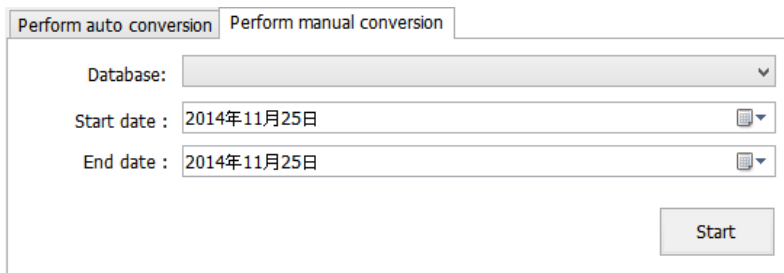 Perform auto conversion Perform manual conversion
Database:
Start date : 2014年11月25日
End date : 2014年11月25日
Start